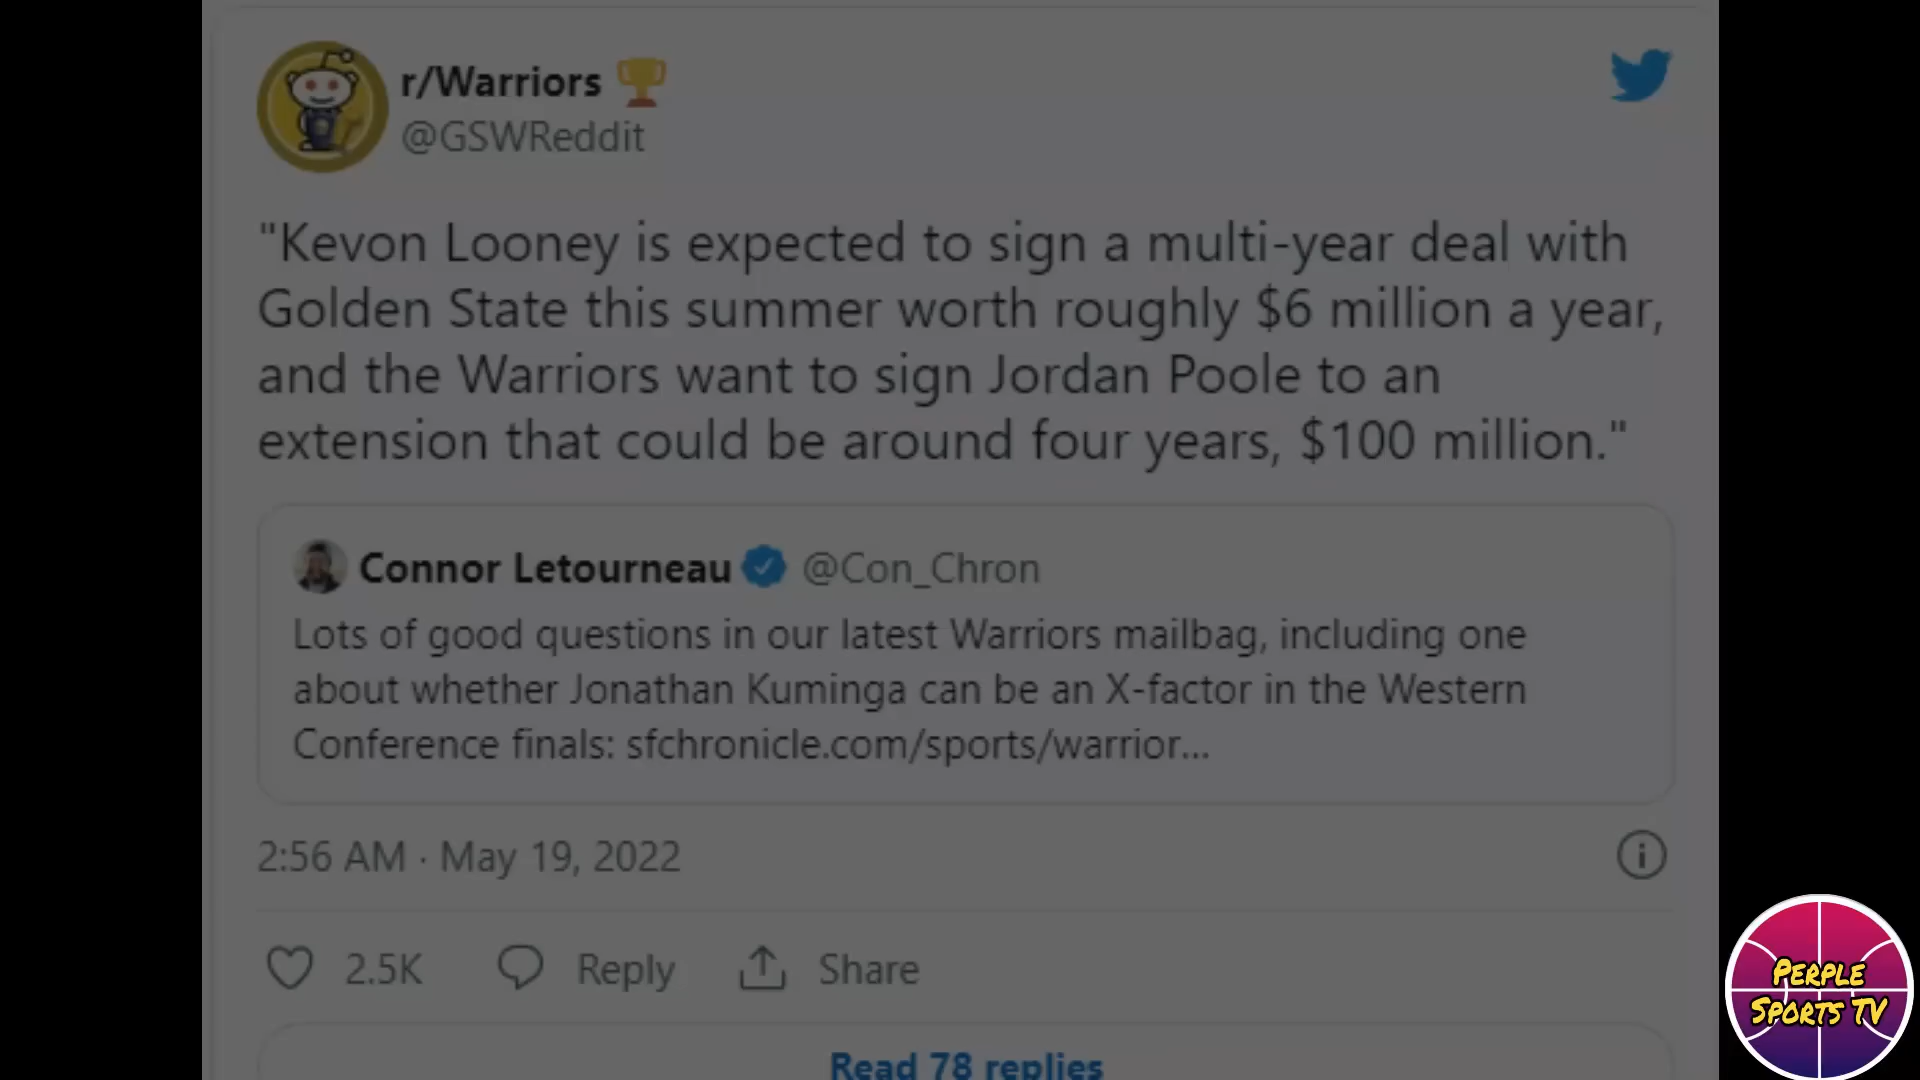 r/Warriors
@GSWReddit
"Kevon Looney is expected to sign a multi-year deal with
Golden State this summer worth roughly $6 million a year,
and the Warriors want to sign Jordan Poole to an
extension that could be around four years, $100 million."
Connor Letourneau @Con_Chron
Lots of good questions in our latest Warriors mailbag, including one
about whether Jonathan Kuminga can be an X-factor in the Western
Conference finals: sfchronicle.com/sports/warrior...
2:56 AM · May 19, 2022
2.5K Reply Share
Read 78 replies
PERPLE
SPORTS TV